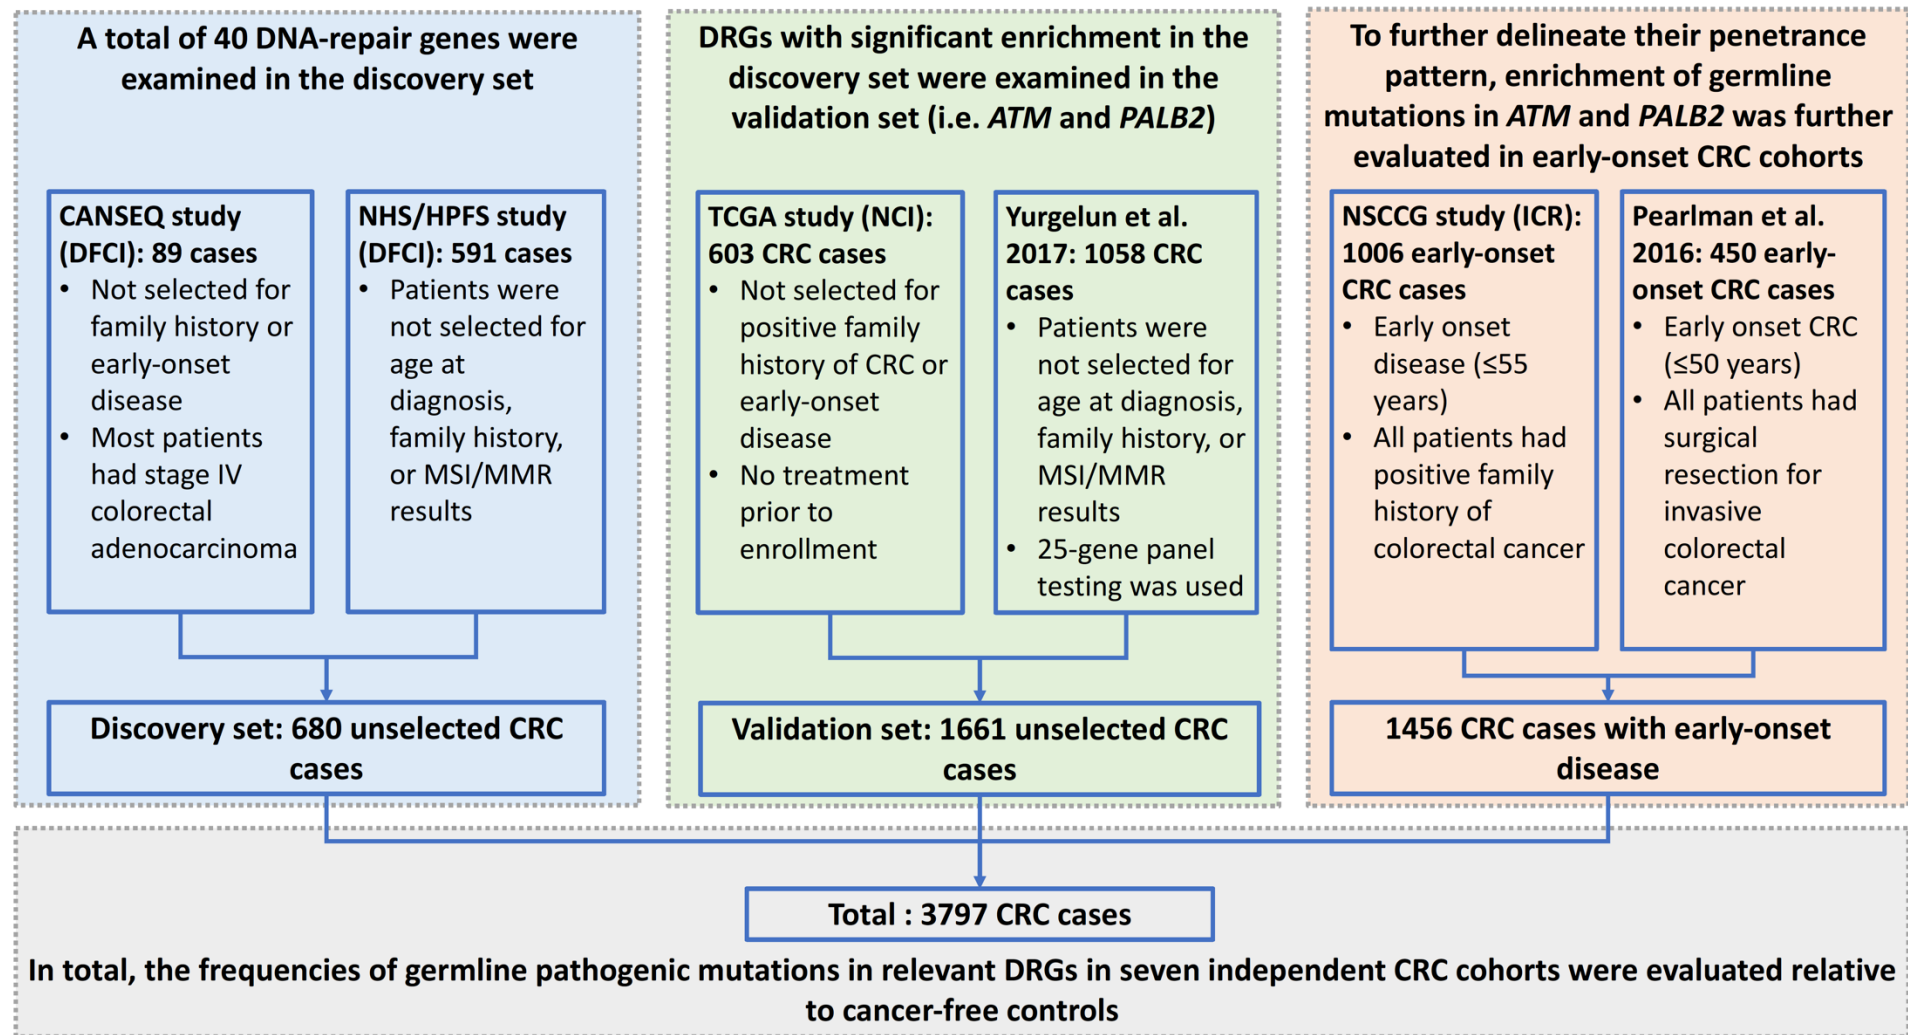 A total of 40 DNA-repair genes were
examined in the discovery set
CANSEQ study
(DFCI): 89 cases
• Not selected for
family history or
early-onset
disease
• Most patients
had stage IV
colorectal
adenocarcinoma
NHS/HPFS study
(DFCI): 591 cases
• Patients were
not selected for
age at
diagnosis,
family history,
or MSI/MMR
results
Discovery set: 680 unselected CRC
cases
DRGs with significant enrichment in the
discovery set were examined in the
validation set (i.e. ATM and PALB2)
TCGA study (NCI):
603 CRC cases
• Not selected for
positive family
history of CRC or
early-onset
disease
• No treatment
prior to
enrollment
Yurgelun et al.
2017: 1058 CRC
cases
• Patients were
not selected for
age at diagnosis,
family history, or
MSI/MMR
results
• 25-gene panel
testing was used
Validation set: 1661 unselected CRC
cases
To further delineate their penetrance
pattern, enrichment of germline
mutations in ATM and PALB2 was further
evaluated in early-onset CRC cohorts
NSCCG study (ICR):
1006 early-onset
CRC cases
• Early onset
disease (≤55
years)
• All patients had
positive family
history of
colorectal cancer
Pearlman et al.
2016: 450 early-
onset CRC cases
• Early onset CRC
(≤50 years)
• All patients had
surgical
resection for
invasive
colorectal
cancer
1456 CRC cases with early-onset
disease
Total : 3797 CRC cases
In total, the frequencies of germline pathogenic mutations in relevant DRGs in seven independent CRC cohorts were evaluated relative
to cancer-free controls